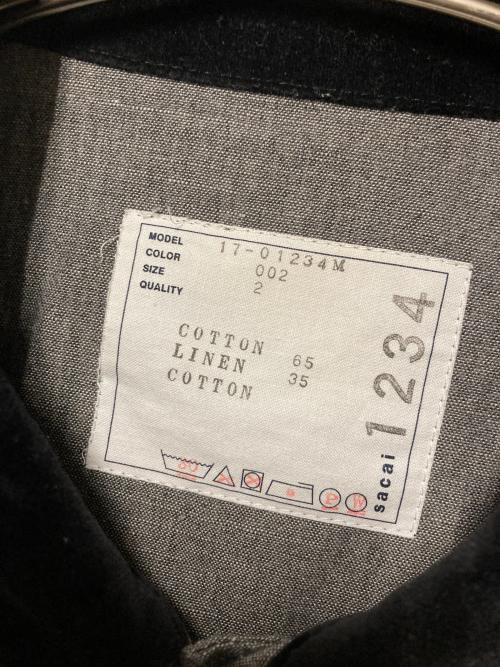 MODEL 17-01234M
COLOR 002
SIZE 2
QUALITY
COTTON 65
LINEN 35
COTTON
sacai 1234
P
W